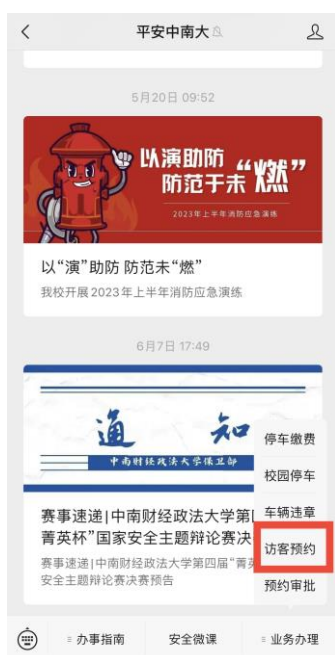 平安中南大
5月20日 09:52
以演助防
防范于未
“燃”
2023年上半年消防应急演练
以“演”助防 防范未“燃”
我校开展2023年上半年消防应急演练
6月7日 17:49
通 知
中南财经政法大学保卫部
停车缴费
校园停车
车辆违章
访客预约
预约审批
赛事速递|中南财经政法大学第
菁英杯”国家安全主题辩论赛决
赛事速递|中南财经政法大学第四届“菁
安全主题辩论赛决赛预告
办事指南
安全微课
业务办理